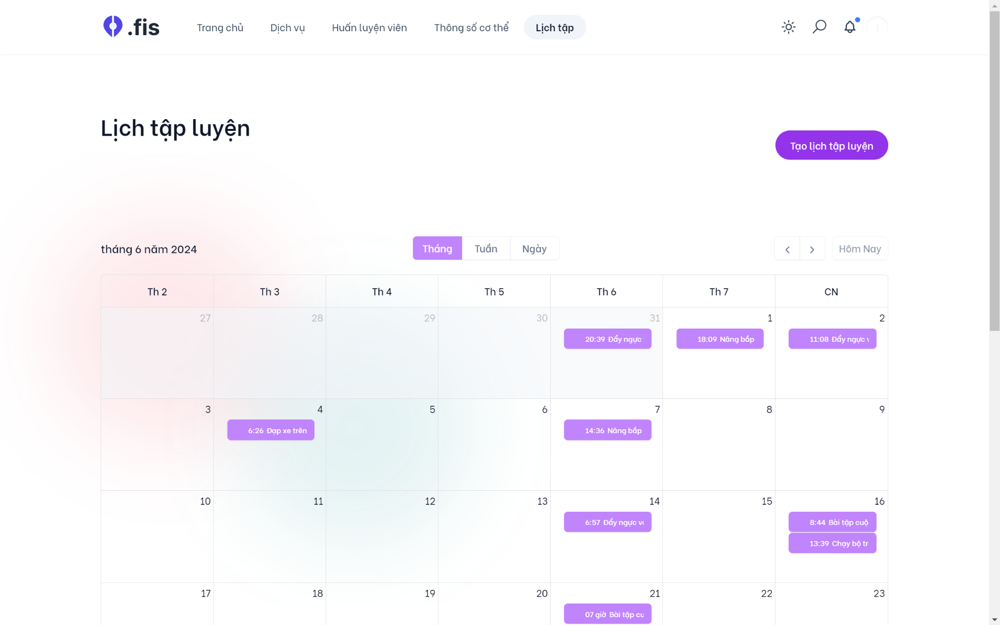 .fis
Trang chủ
Dịch vụ
Huấn luyện viên
Thông số cơ thể
Lịch tập
Lịch tập luyện
Tạo lịch tập luyện
tháng 6 năm 2024
Tháng
Tuần
Ngày
Hôm Nay
Th 2
Th 3
Th 4
Th 5
Th 6
Th 7
CN
27
28
29
30
31
1
2
20:39 Đẩy ngực
18:09 Nâng bắp
11:08 Đẩy ngực
3
4
5
6
7
8
9
6:26 Đạp xe trên
14:36 Nâng bắp
10
11
12
13
14
15
16
6:57 Đẩy ngực
8:44 Bài tập cuộ
13:39 Chạy bộ tr
17
18
19
20
21
22
23
07 giờ Bài tập cu